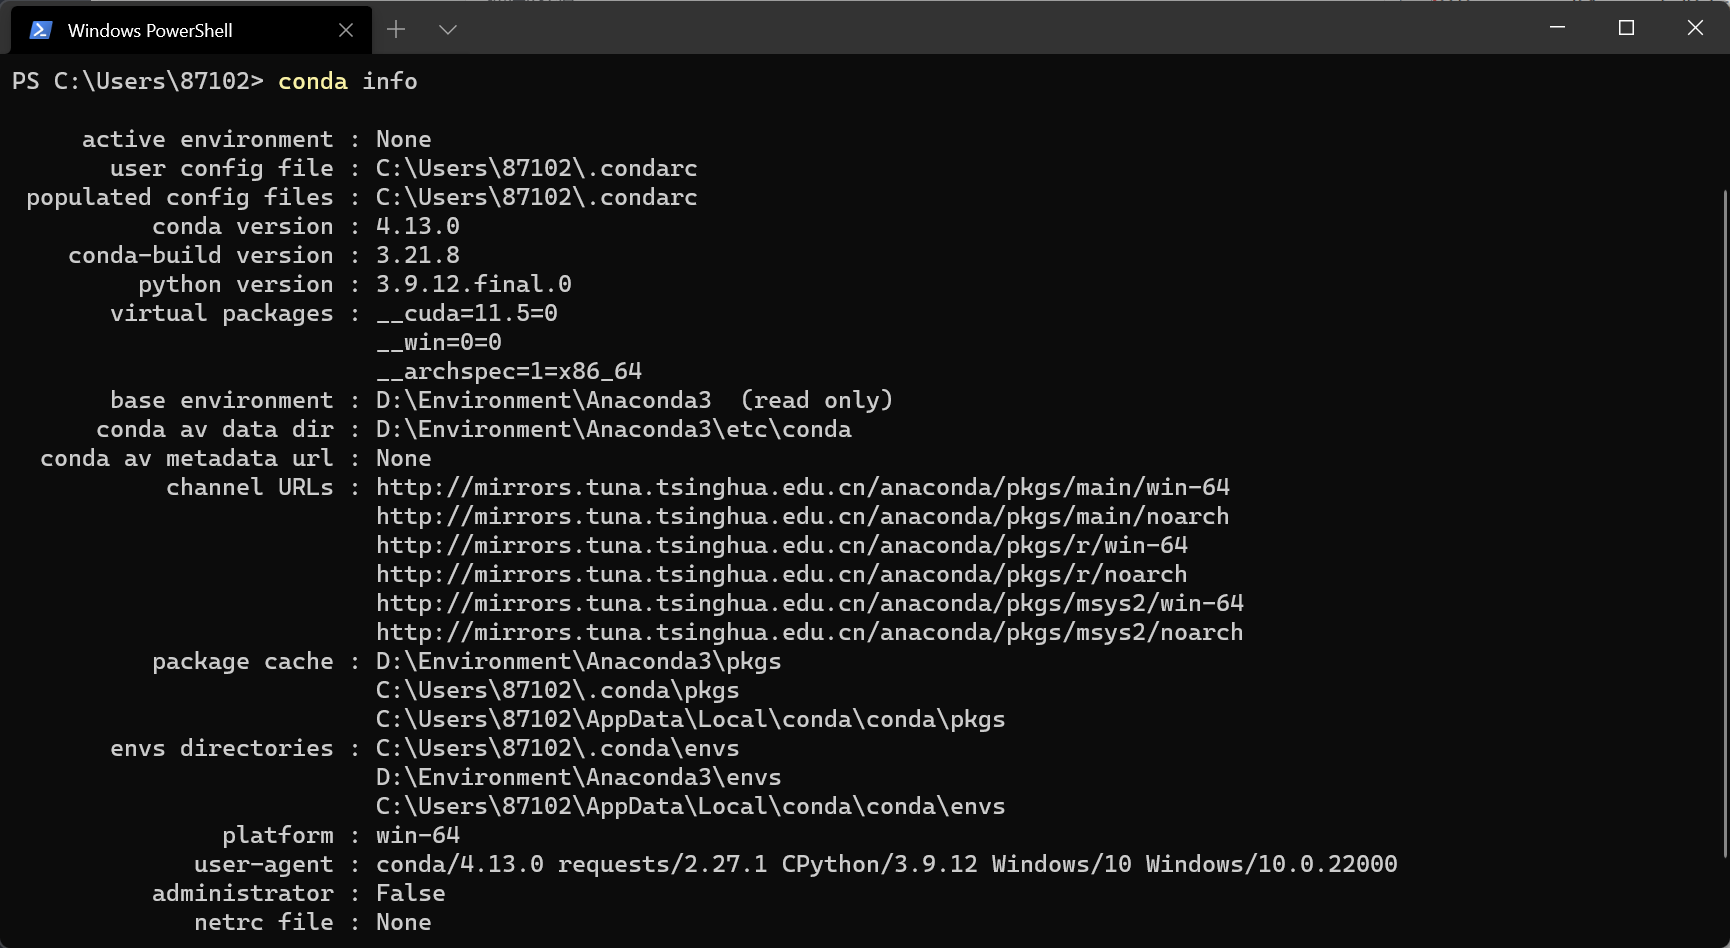 Windows PowerShell
PS C:\Users\87102> conda info
active environment : None
user config file : C:\Users\87102\.condarc
populated config files : C:\Users\87102\.condarc
conda version : 4.13.0
conda-build version : 3.21.8
python version : 3.9.12.final.0
virtual packages : __cuda=11.5=0
__win=0=0
__archspec=1=x86_64
base environment : D:\Environment\Anaconda3  (read only)
conda av data dir : D:\Environment\Anaconda3\etc\conda
conda av metadata url : None
channel URLs : http://mirrors.tuna.tsinghua.edu.cn/anaconda/pkgs/main/win-64
http://mirrors.tuna.tsinghua.edu.cn/anaconda/pkgs/main/noarch
http://mirrors.tuna.tsinghua.edu.cn/anaconda/pkgs/r/win-64
http://mirrors.tuna.tsinghua.edu.cn/anaconda/pkgs/r/noarch
http://mirrors.tuna.tsinghua.edu.cn/anaconda/pkgs/msys2/win-64
http://mirrors.tuna.tsinghua.edu.cn/anaconda/pkgs/msys2/noarch
package cache : D:\Environment\Anaconda3\pkgs
C:\Users\87102\.conda\pkgs
C:\Users\87102\AppData\Local\conda\conda\pkgs
envs directories : C:\Users\87102\.conda\envs
D:\Environment\Anaconda3\envs
C:\Users\87102\AppData\Local\conda\conda\envs
platform : win-64
user-agent : conda/4.13.0 requests/2.27.1 CPython/3.9.12 Windows/10 Windows/10.0.22000
administrator : False
netrc file : None